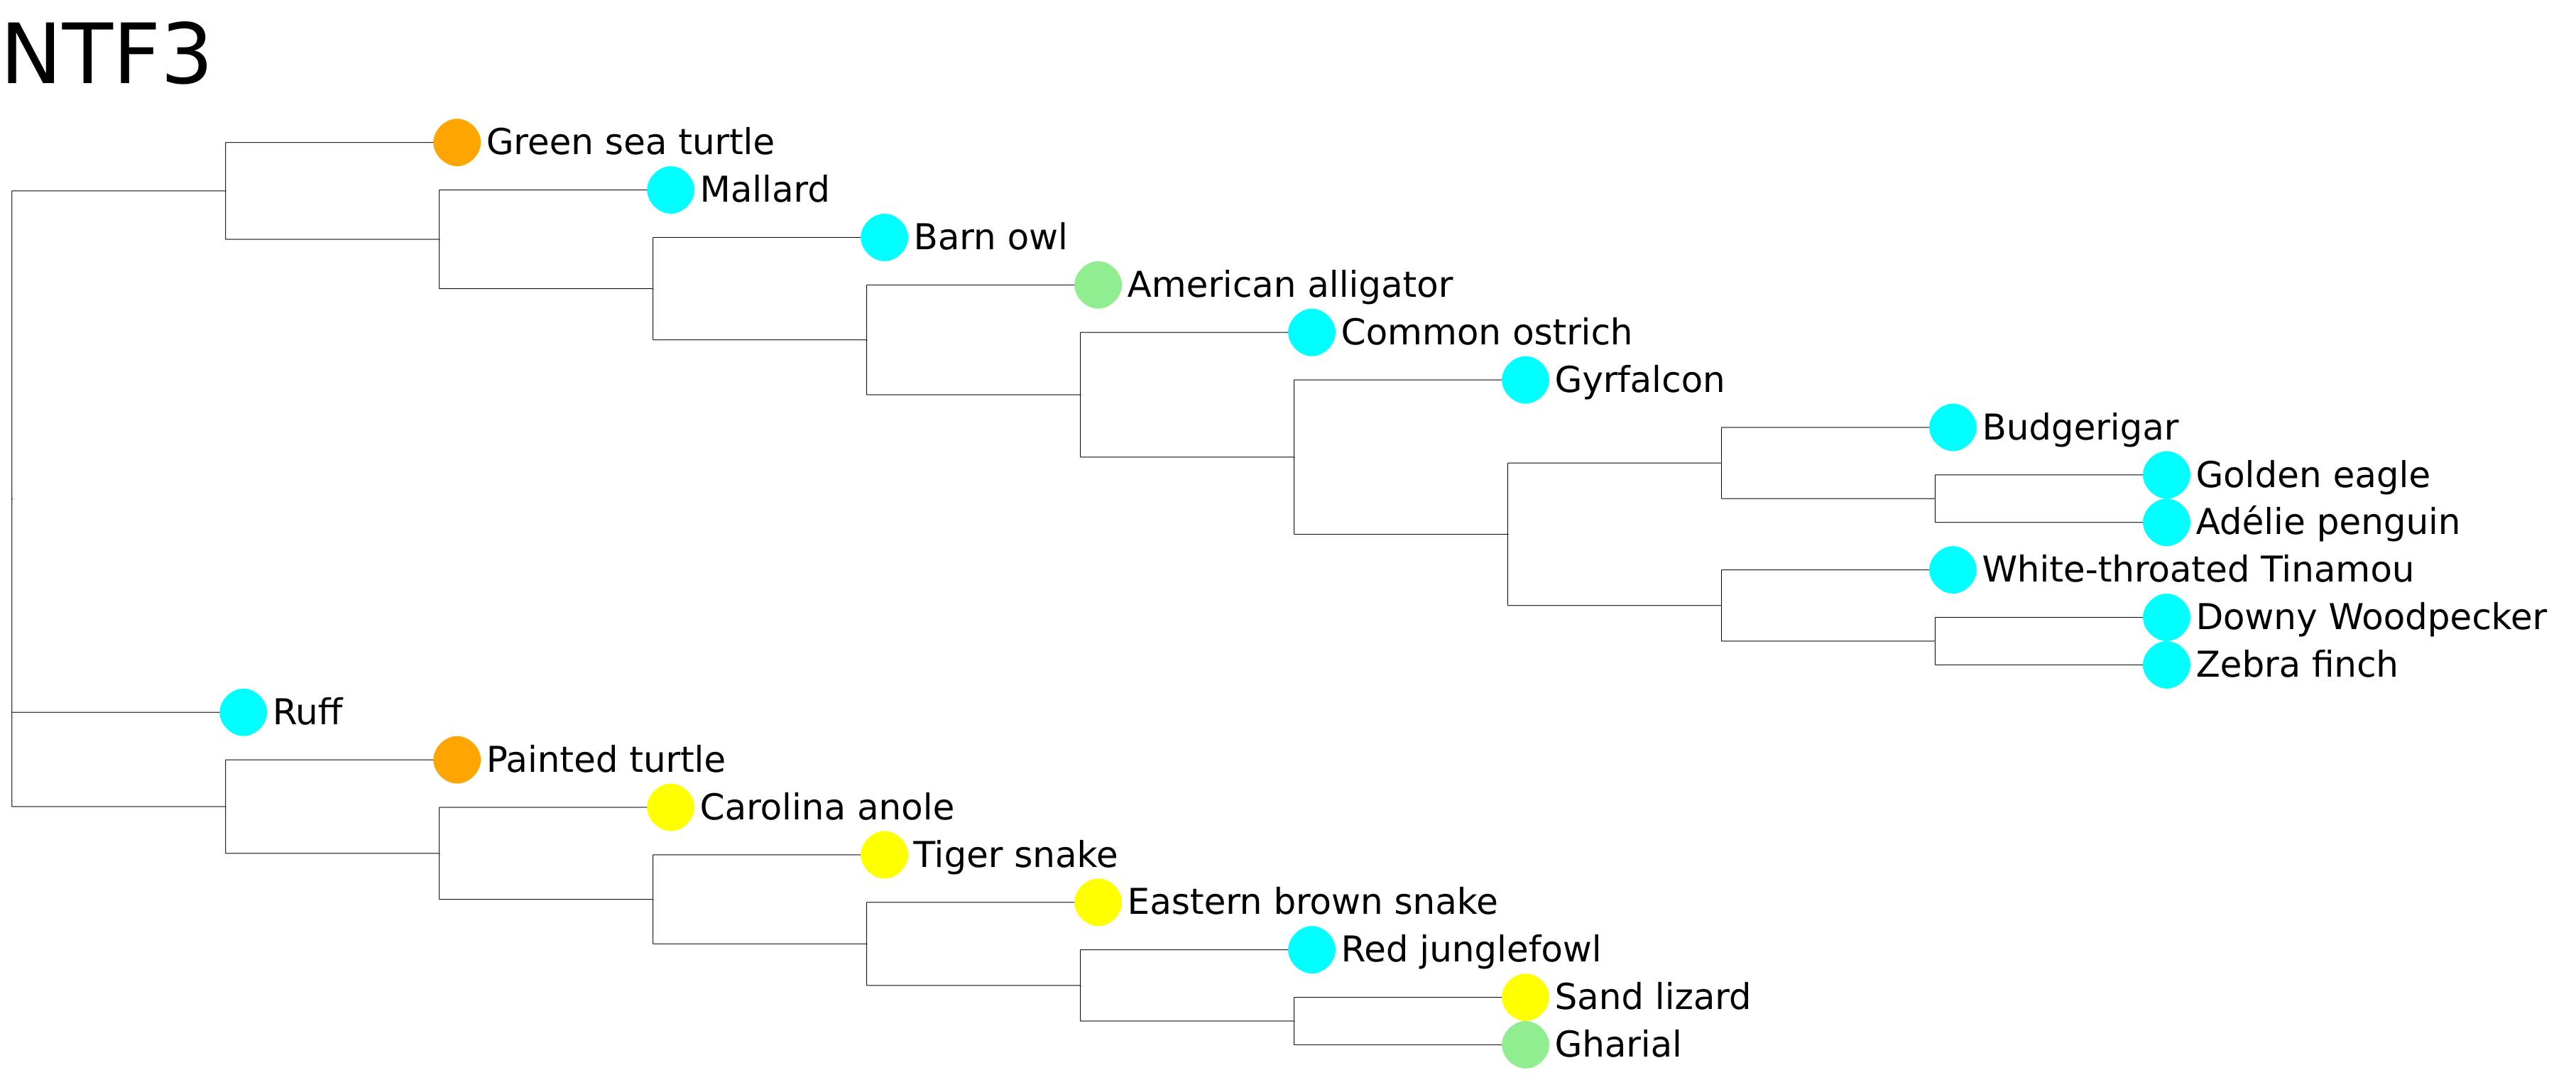 NTF3
Green sea turtle
Mallard
Barn owl
American alligator
Common ostrich
Gyrfalcon
Budgerigar
Golden eagle
Adélie penguin
White-throated Tinamou
Downy Woodpecker
Zebra finch
Ruff
Painted turtle
Carolina anole
Tiger snake
Eastern brown snake
Red junglefowl
Sand lizard
Gharial